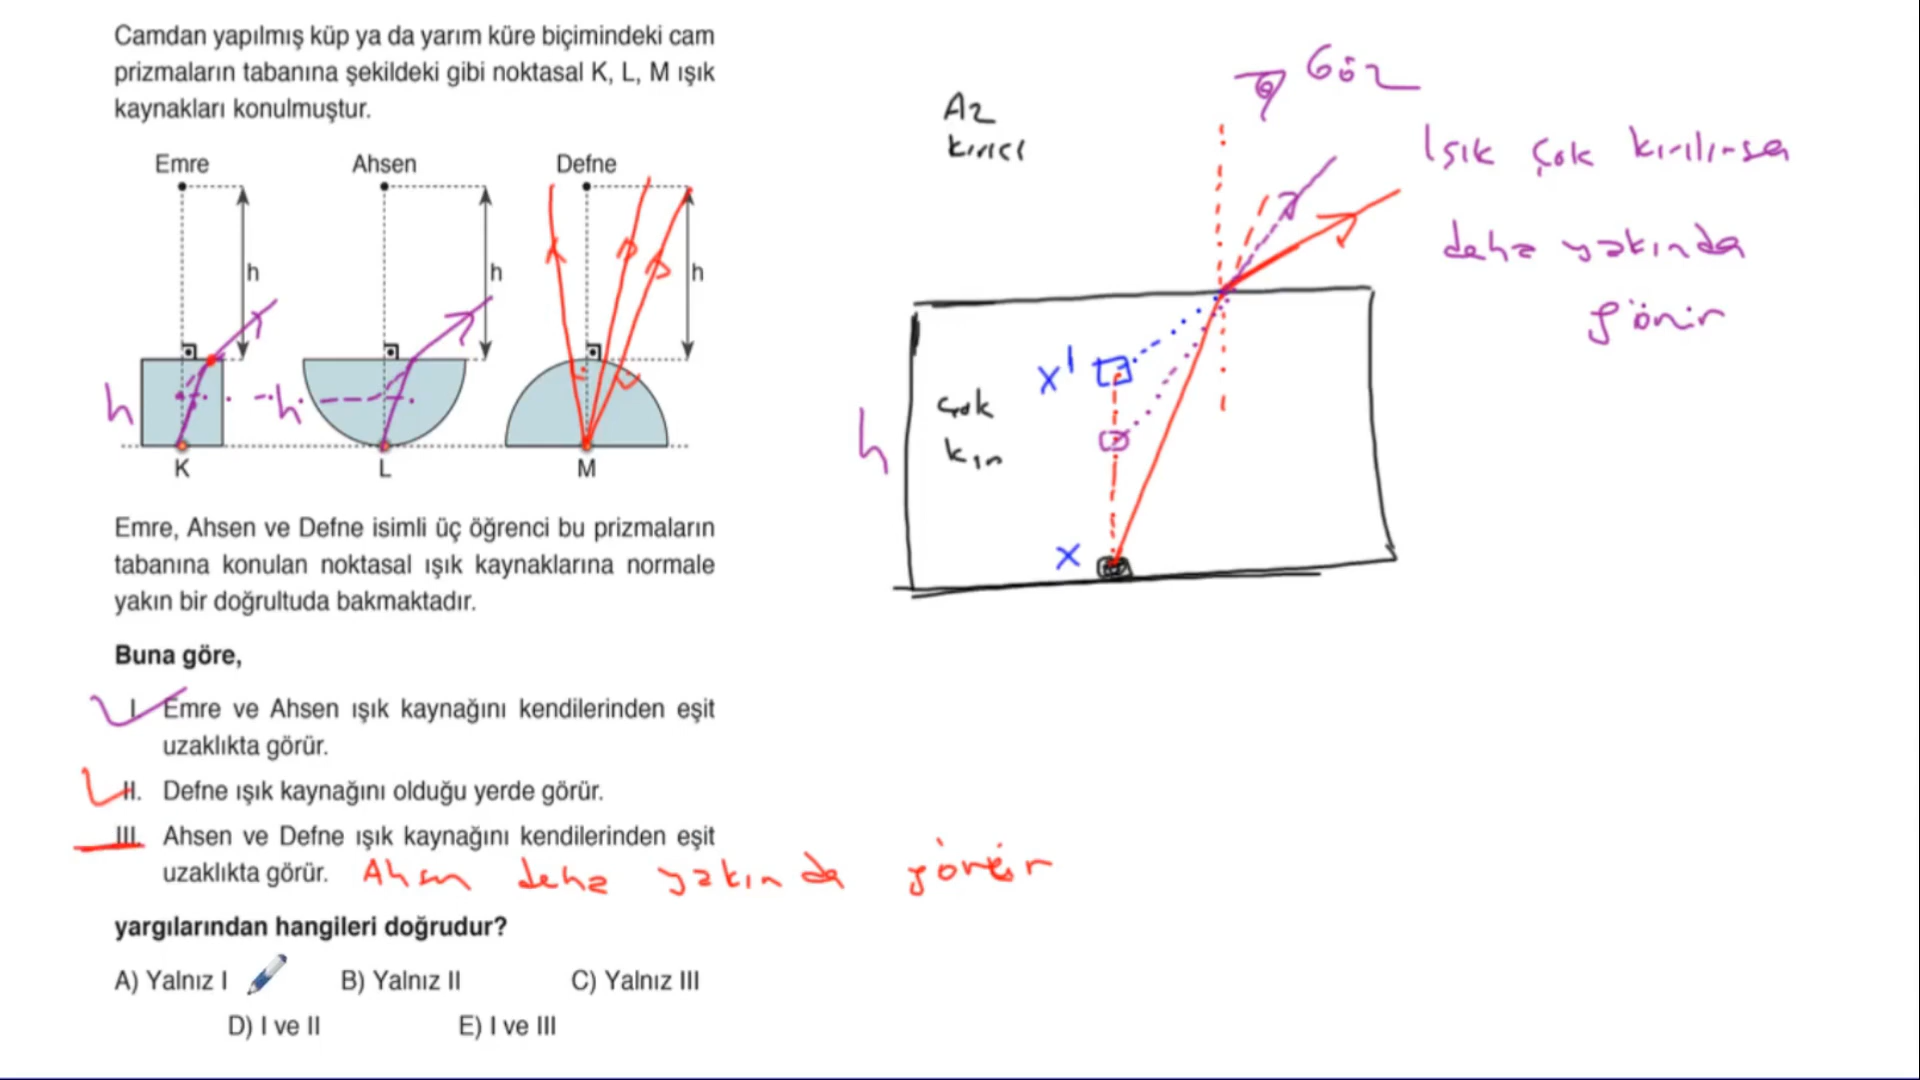 Camdan yapılmış küp ya da yarım küre biçimindeki cam
prizmaların tabanına şekildeki gibi noktasal K, L, M ışık
kaynakları konulmuştur.
Emre Ahsen Defne
h h h
h h
K L M
Emre, Ahsen ve Defne isimli üç öğrenci bu prizmaların
tabanına konulan noktasal ışık kaynaklarına normale
yakın bir doğrultuda bakmaktadır.
Buna göre,
I. Emre ve Ahsen ışık kaynağını kendilerinden eşit
uzaklıkta görür.
II. Defne ışık kaynağını olduğu yerde görür.
III. Ahsen ve Defne ışık kaynağını kendilerinden eşit
uzaklıkta görür. Ahsen daha yakında görür
yargılarından hangileri doğrudur?
A) Yalnız I B) Yalnız II C) Yalnız III
D) I ve II E) I ve III
Göz
Az
kırıcı
Işık çok kırılırsa
daha yakında
görünür
X'
çok
kırı
h
X